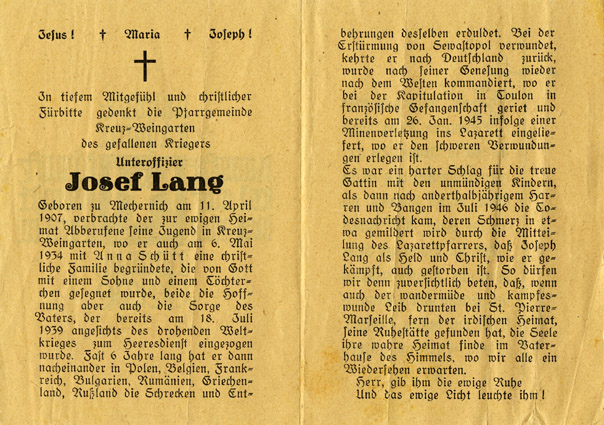 Jesus! † Maria † Joseph!
In tiefem Mitgefühl und christlicher
Fürbitte gedenkt die Pfarrgemeinde
Kreuz-Weingarten
des gefallenen Kriegers
Unteroffizier
Josef Lang
Geboren zu Mechernich am 11. April
1907, verbrachte der zur ewigen Hei-
mat Abberufene seine Jugend in Kreuz-
Weingarten, wo er auch am 6. Mai
1934 mit Anna Schütt eine christ-
liche Familie begründete, die von Gott
mit einem Sohne und einem Töchter-
chen gesegnet wurde, beide die Hoff-
nung aber auch die Sorge des
Vaters, der bereits am 18. Juli
1939 angesichts des drohenden Welt-
krieges zum Heeresdienst eingezogen
wurde. Fast 6 Jahre lang hat er dann
nacheinander in Polen, Belgien, Frank-
reich, Bulgarien, Rumänien, Griechen-
land, Rußland die Schrecken und Ent-
behrungen desselben erduldet. Bei der
Erstürmung von Sewastopol verwundet,
kehrte er nach Deutschland zurück,
wurde nach seiner Genesung wieder
nach dem Westen kommandiert, wo er
bei der Kapitulation in Toulon in
französische Gefangenschaft geriet und
bereits am 26. Jan. 1945 infolge einer
Minenverletzung ins Lazarett eingelie-
fert, wo er den schweren Verwundun-
gen erlegen ist.
Es war ein harter Schlag für die treue
Gattin mit den unmündigen Kindern,
als dann nach anderthalbjährigem Har-
ren und Bangen im Juli 1946 die To-
desnachricht kam, deren Schmerz in et-
wa gemildert wird durch die Mittei-
lung des Lazarettpfarrers, daß Joseph
Lang als Held und Christ, wie er ge-
kämpft, auch gestorben ist. So dürfen
wir denn zuversichtlich beten, daß, wenn
auch der wandermüde und kampfes-
wunde Leib drunten bei St. Pierre-
Marseille, fern der irdischen Heimat,
seine Ruhestätte gefunden hat, die Seele
ihre wahre Heimat finde im Vater-
hause des Himmels, wo wir alle ein
Wiedersehen erwarten.
Herr, gib ihm die ewige Ruhe
Und das ewige Licht leuchte ihm!